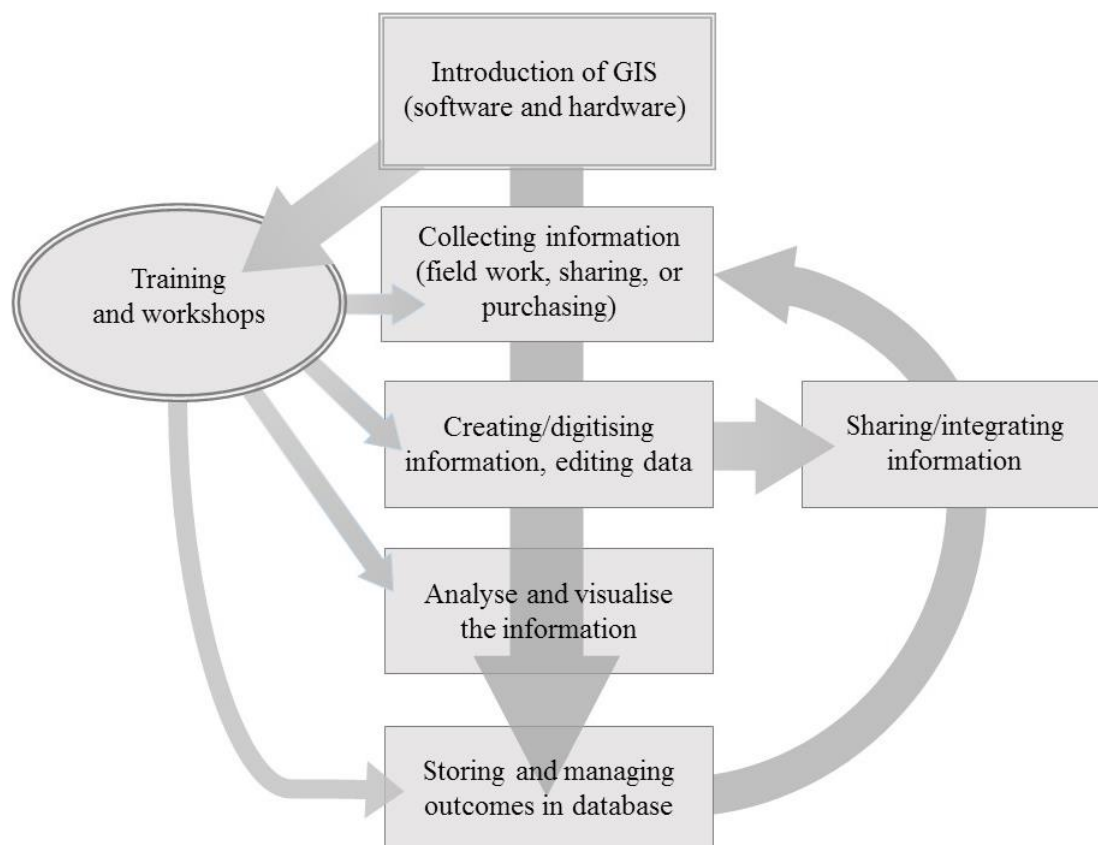 Introduction of GIS
(software and hardware)
Training
and workshops
Collecting information
(field work, sharing, or
purchasing)
Creating/digitising
information, editing data
Sharing/integrating
information
Analyse and visualise
the information
Storing and managing
outcomes in database